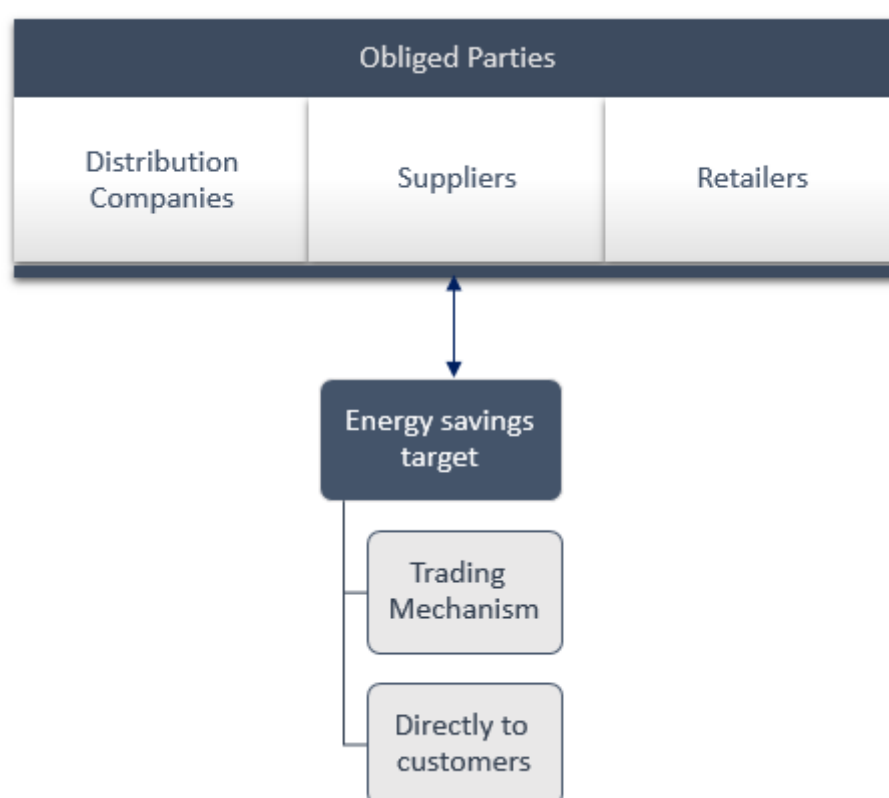 Obliged Parties
Distribution
Companies
Suppliers
Retailers
Energy savings
target
Trading
Mechanism
Directly to
customers